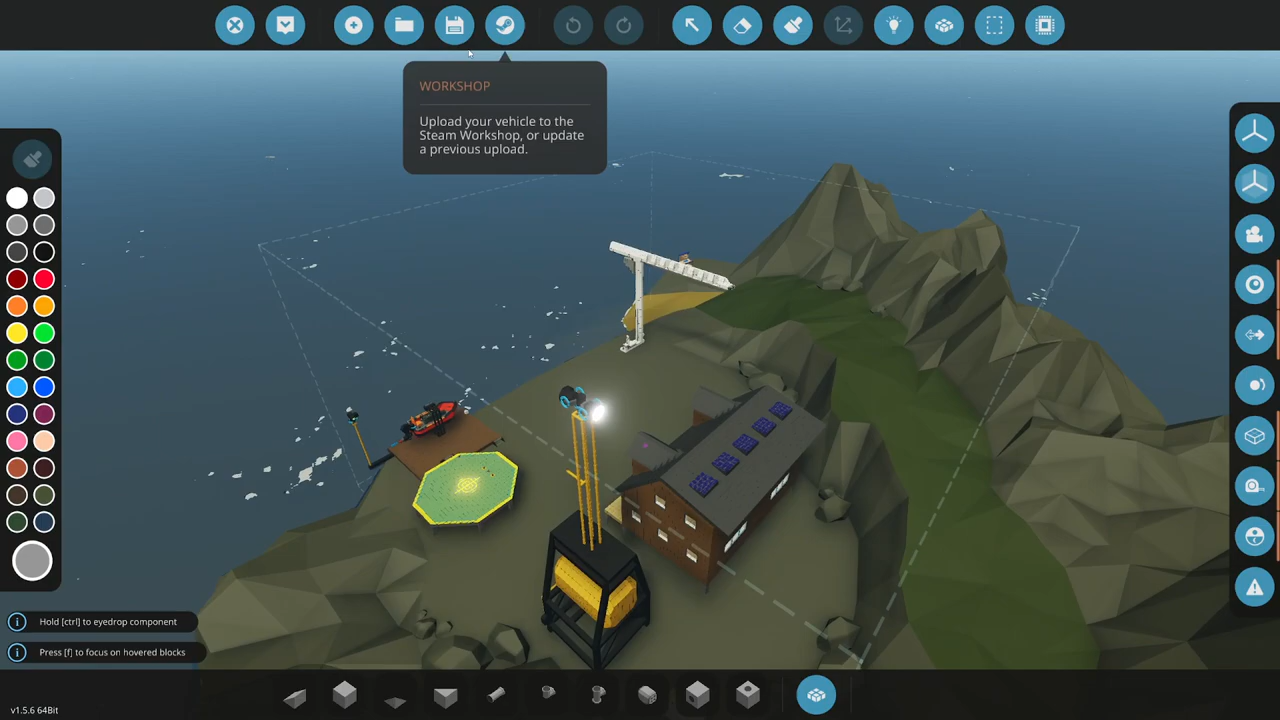 WORKSHOP
Upload your vehicle to the
Steam Workshop, or update
a previous upload.
Hold [ctrl] to eyedrop component
Press [f] to focus on hovered blocks
v1.5.6 64Bit